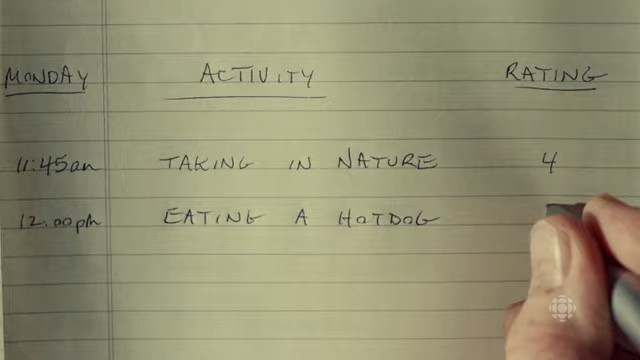 MONDAY ACTIVITY RATING
11:45am TAKING IN NATURE 4
12:00pm EATING A HOTDOG